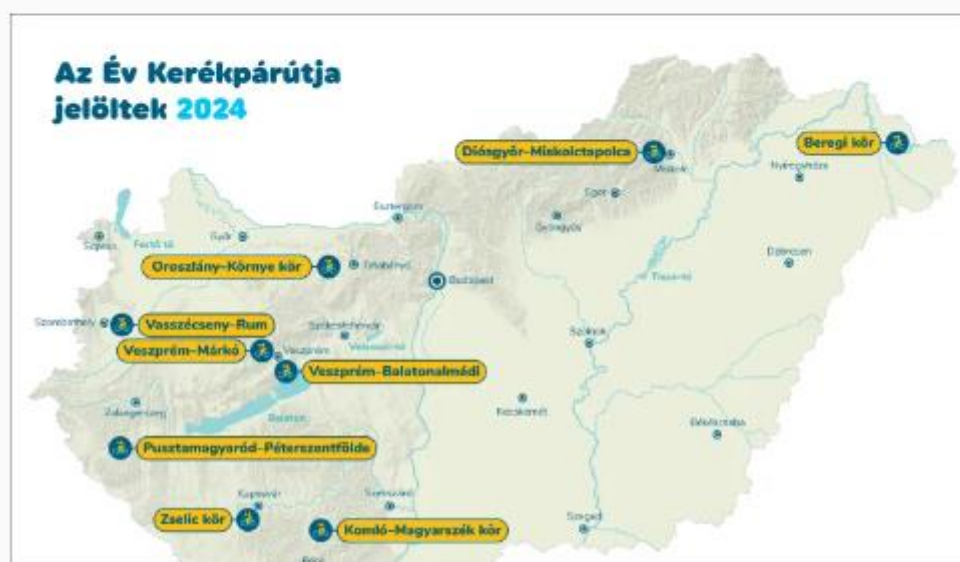 Az Év Kerékpárútja
jelöltek 2024
Diósgyőr–Miskolctapolca
Beregi kör
Miskolc
Nyíregyháza
Eger
Esztergom
Gyöngyös
Sopron
Fertő tó
Győr
Debrecen
Oroszlány–Környe kör
Tatabánya
Budapest
Tisza-tó
Szombathely
Vasszécseny–Rum
Székesfehérvár
Velencei-tó
Szolnok
Veszprém–Márkó
Veszprém
Veszprém–Balatonalmádi
Zalaegerszeg
Balaton
Kecskemét
Békéscsaba
Pusztamagyaród–Péterszentfölde
Kaposvár
Szekszárd
Zselic kör
Komló–Magyarszék kör
Szeged
Pécs